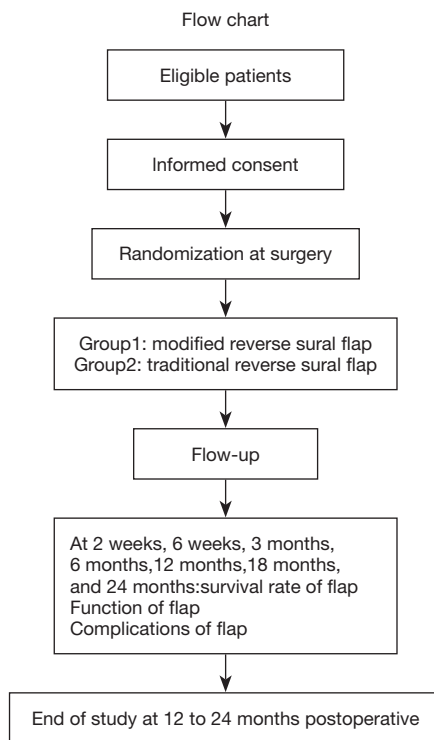 Flow chart
Eligible patients
Informed consent
Randomization at surgery
Group1: modified reverse sural flap
Group2: traditional reverse sural flap
Flow-up
At 2 weeks, 6 weeks, 3 months,
6 months,12 months,18 months,
and 24 months:survival rate of flap
Function of flap
Complications of flap
End of study at 12 to 24 months postoperative